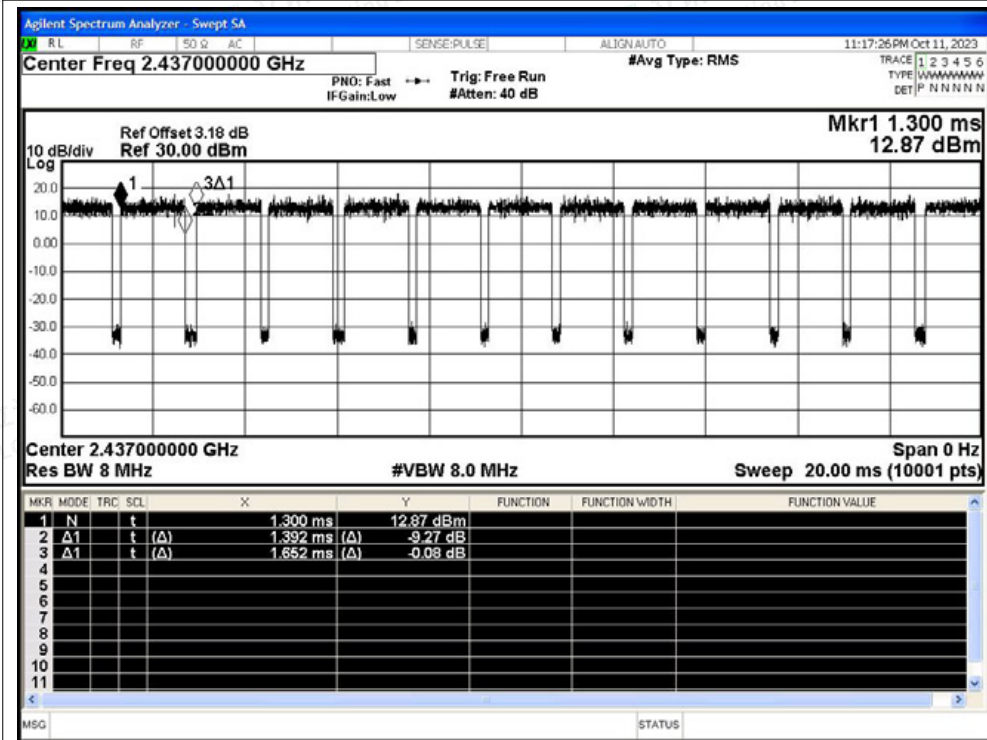 Agilent Spectrum Analyzer - Swept SA
LXI RL RF 50 Ω AC SENSE:PULSE ALIGNAUTO 11:17:26PM Oct 11, 2023
Center Freq 2.437000000 GHz #Avg Type: RMS TRACE 1 2 3 4 5 6
PNO: Fast Trig: Free Run TYPE WWWWWW
IFGain:Low #Atten: 40 dB DET P N N N N N
Mkr1 1.300 ms
Ref Offset 3.18 dB
10 dB/div Ref 30.00 dBm 12.87 dBm
Log
1 3Δ1
20.0
10.0
0.00
-10.0
-20.0
-30.0
-40.0
-50.0
-60.0
Center 2.437000000 GHz Span 0 Hz
Res BW 8 MHz #VBW 8.0 MHz Sweep 20.00 ms (10001 pts)
MKR MODE TRC SCL X Y FUNCTION FUNCTION WIDTH FUNCTION VALUE
1 N t 1.300 ms 12.87 dBm
2 Δ1 t (Δ) 1.392 ms (Δ) -9.27 dB
3 Δ1 t (Δ) 1.652 ms (Δ) -0.08 dB
4
5
6
7
8
9
10
11
MSG STATUS